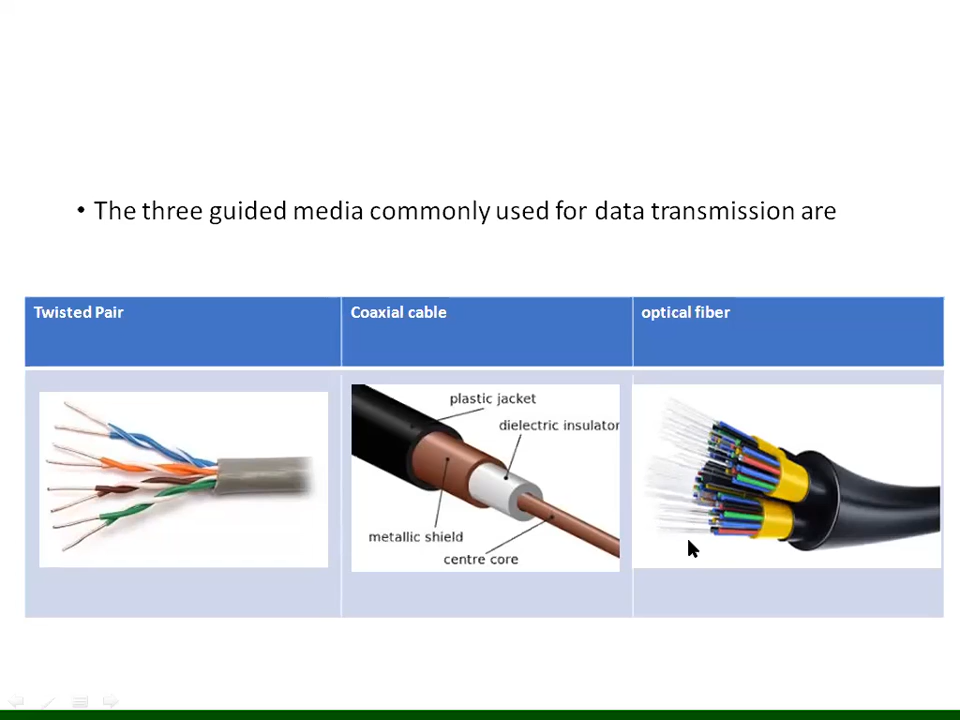 • The three guided media commonly used for data transmission are
Twisted Pair
Coaxial cable
optical fiber
plastic jacket
dielectric insulator
metallic shield
centre core